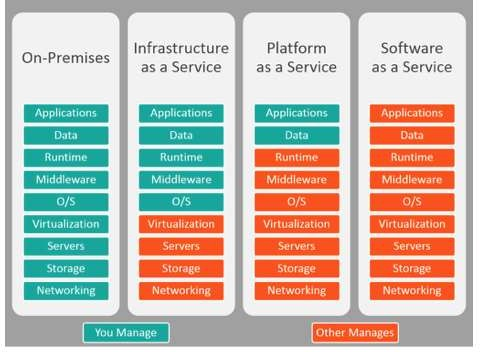 On-Premises
Applications
Data
Runtime
Middleware
O/S
Virtualization
Servers
Storage
Networking
Infrastructure
as a Service
Applications
Data
Runtime
Middleware
O/S
Virtualization
Servers
Storage
Networking
Platform
as a Service
Applications
Data
Runtime
Middleware
O/S
Virtualization
Servers
Storage
Networking
Software
as a Service
Applications
Data
Runtime
Middleware
O/S
Virtualization
Servers
Storage
Networking
You Manage
Other Manages